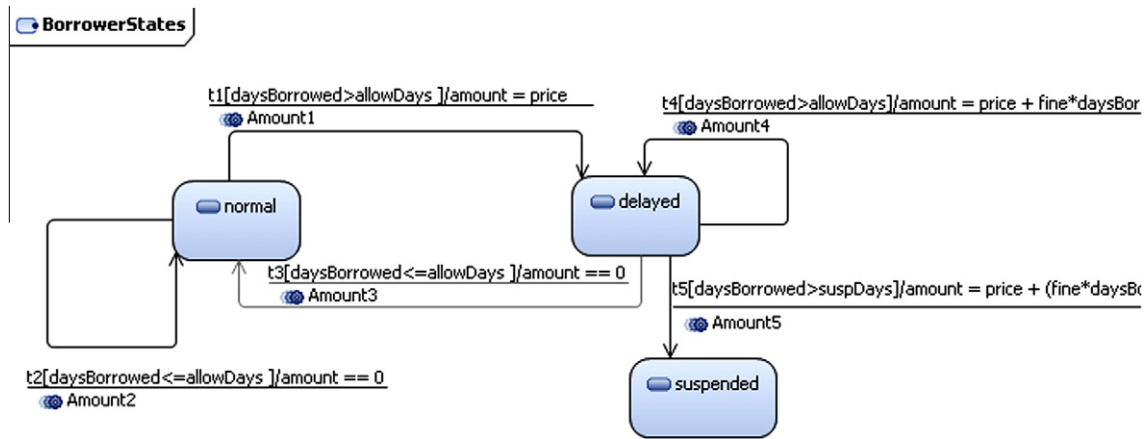 BorrowerStates
t1[daysBorrowed>allowDays ]/amount = price
Amount1
t4[daysBorrowed>allowDays]/amount = price + fine*daysBor
Amount4
normal
delayed
t3[daysBorrowed<=allowDays ]/amount == 0
Amount3
t5[daysBorrowed>suspDays]/amount = price + (fine*daysBo
Amount5
t2[daysBorrowed<=allowDays ]/amount == 0
Amount2
suspended